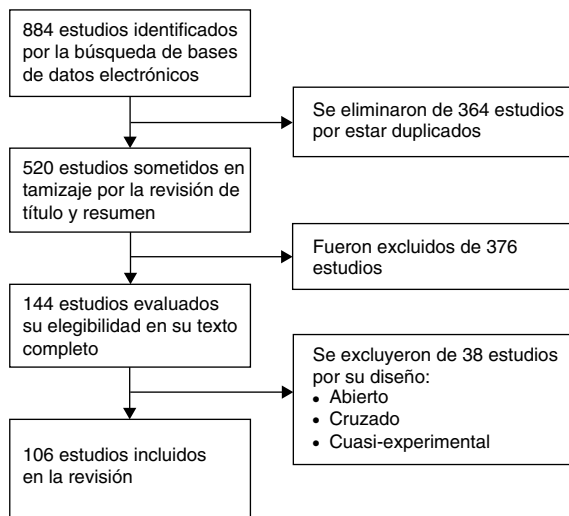 884 estudios identificados
por la búsqueda de bases
de datos electrónicos
Se eliminaron de 364 estudios
por estar duplicados
520 estudios sometidos en
tamizaje por la revisión de
título y resumen
Fueron excluidos de 376
estudios
144 estudios evaluados
su elegibilidad en su texto
completo
Se excluyeron de 38 estudios
por su diseño:
• Abierto
• Cruzado
• Cuasi-experimental
106 estudios incluidos
en la revisión